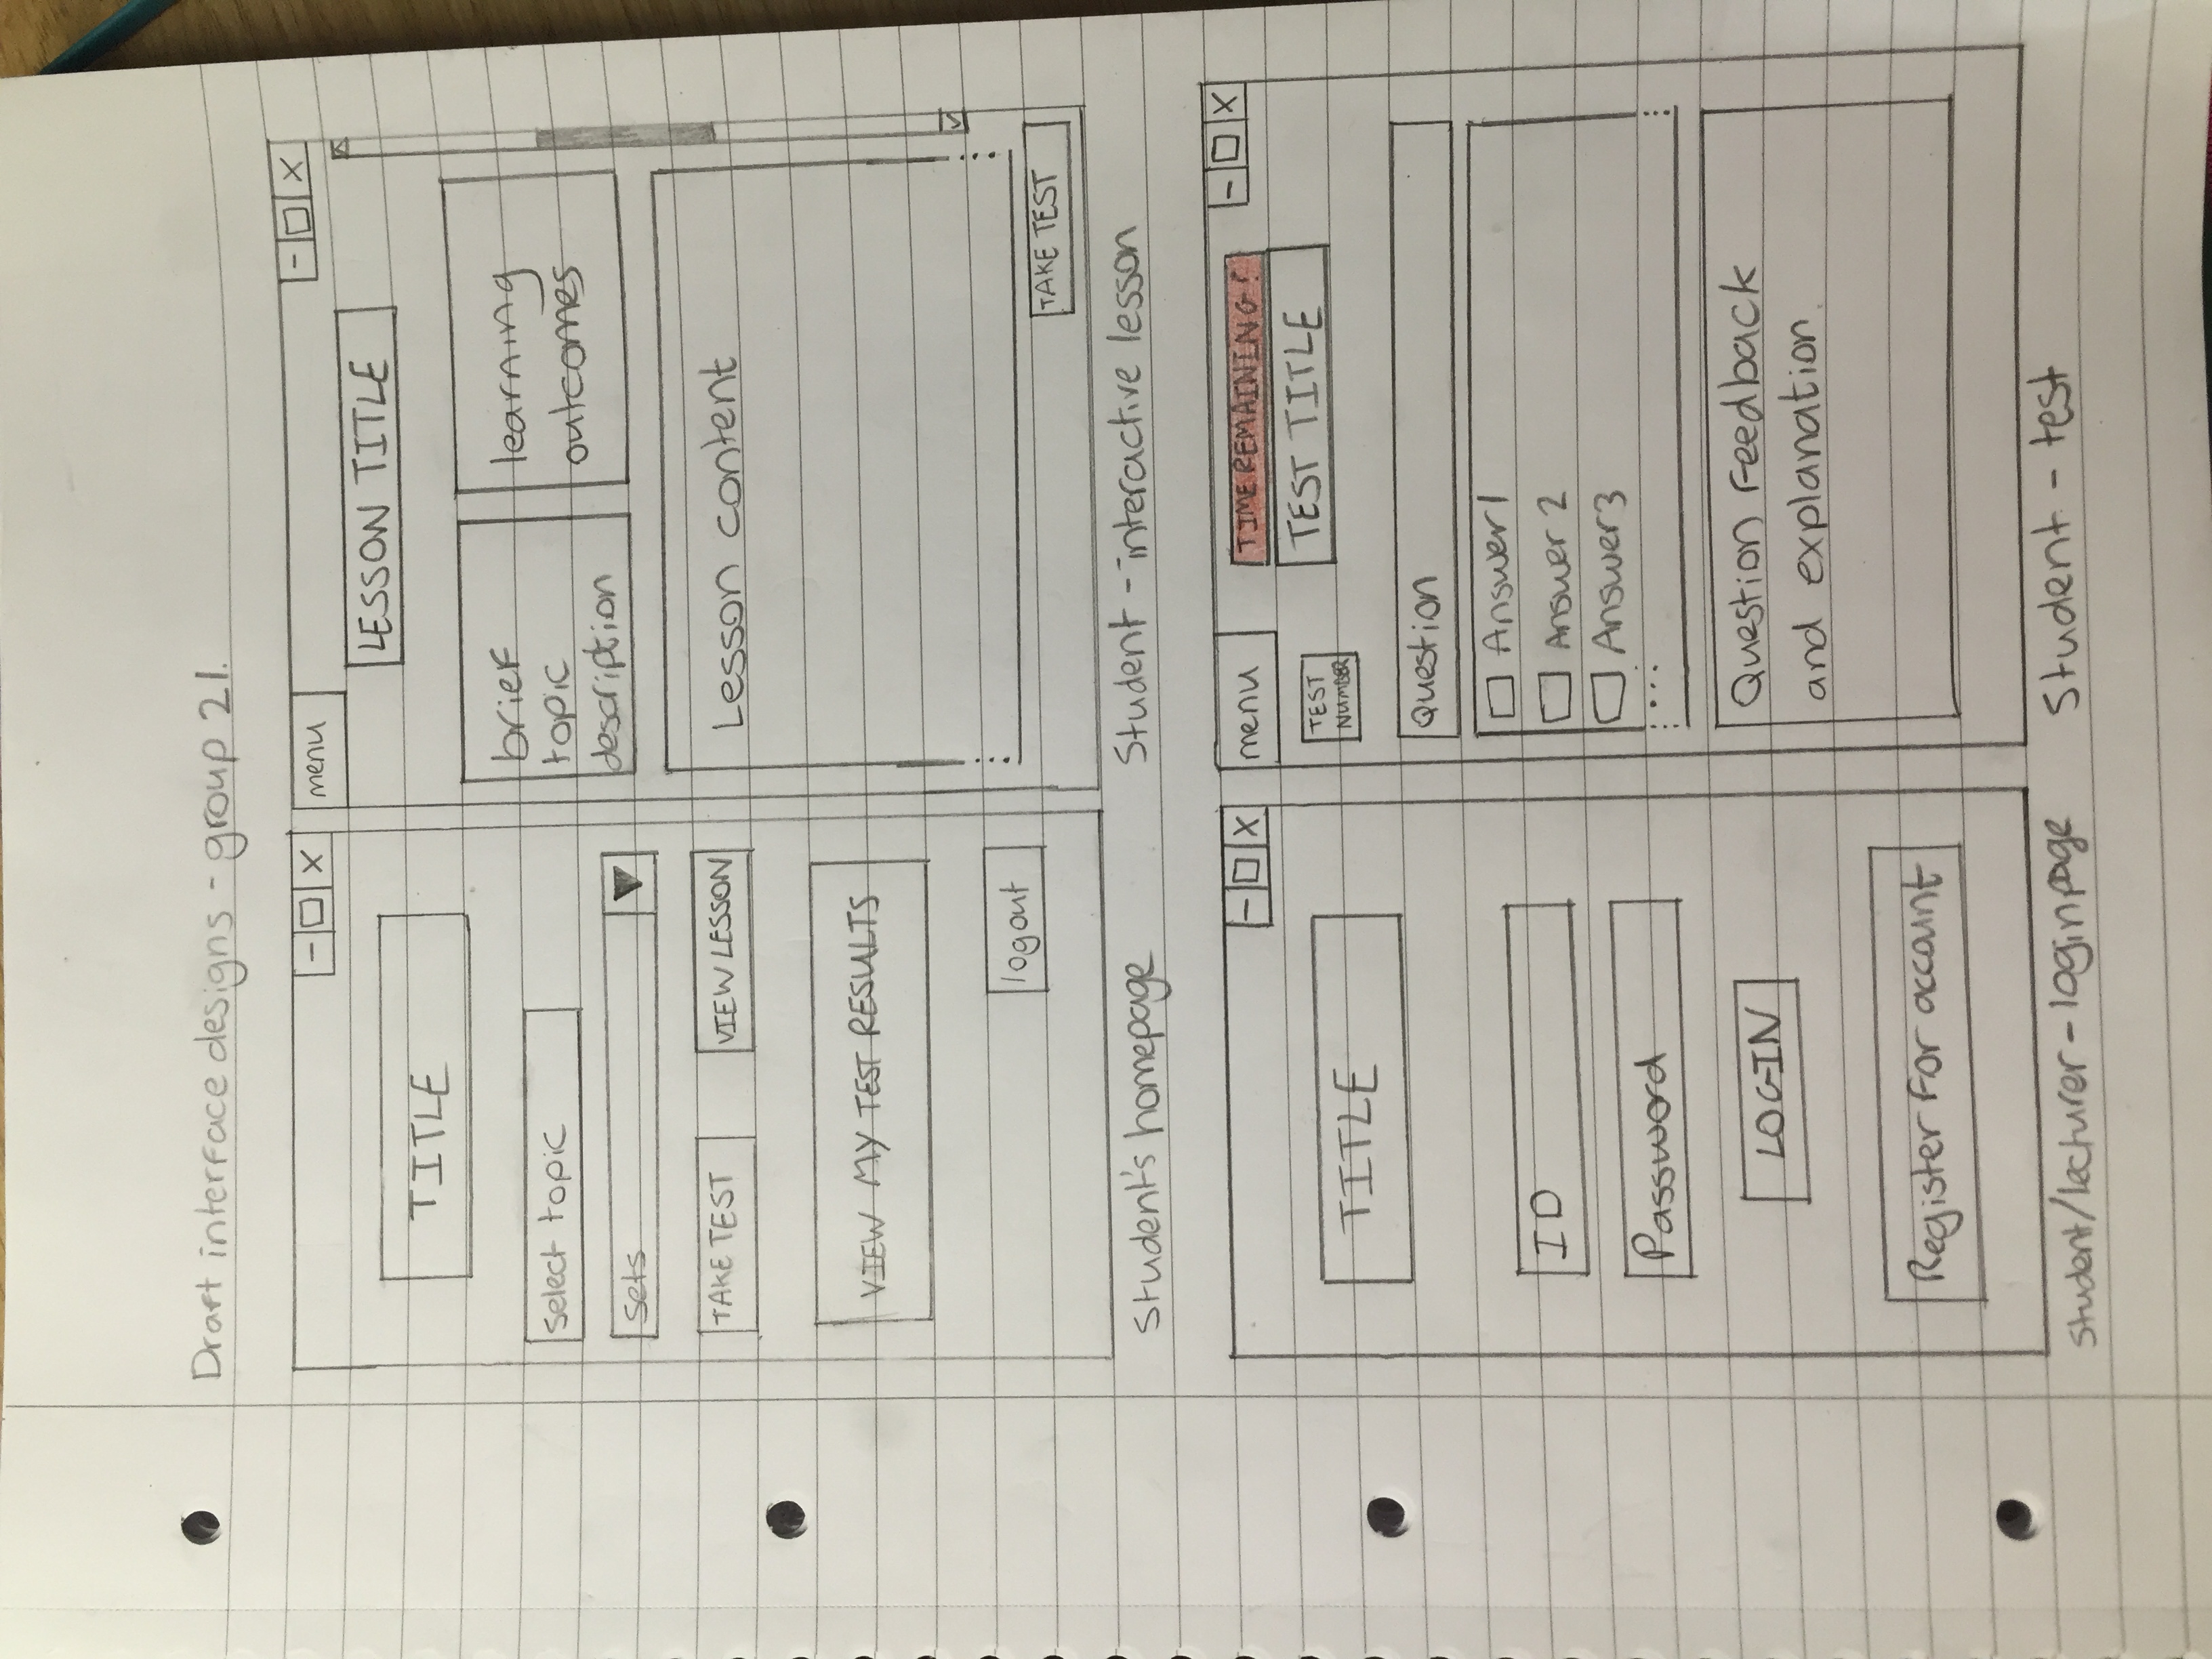 Draft interface designs - group 21.
- □ X
TITLE
select topic
sets
TAKE TEST
VIEW LESSON
VIEW MY TEST RESULTS
logout
Student's homepage
menu
- □ X
LESSON TITLE
brief
topic
description
learning
outcomes
Lesson content
TAKE TEST
Student - interactive lesson
- □ X
TITLE
ID
Password
LOGIN
Register for account
Student/lecturer - login page
menu
TIME REMAINING!
- □ X
TEST TITLE
TEST
NUMBER
Question
Answer 1
Answer 2
Answer 3
Question feedback
and explanation.
Student - test